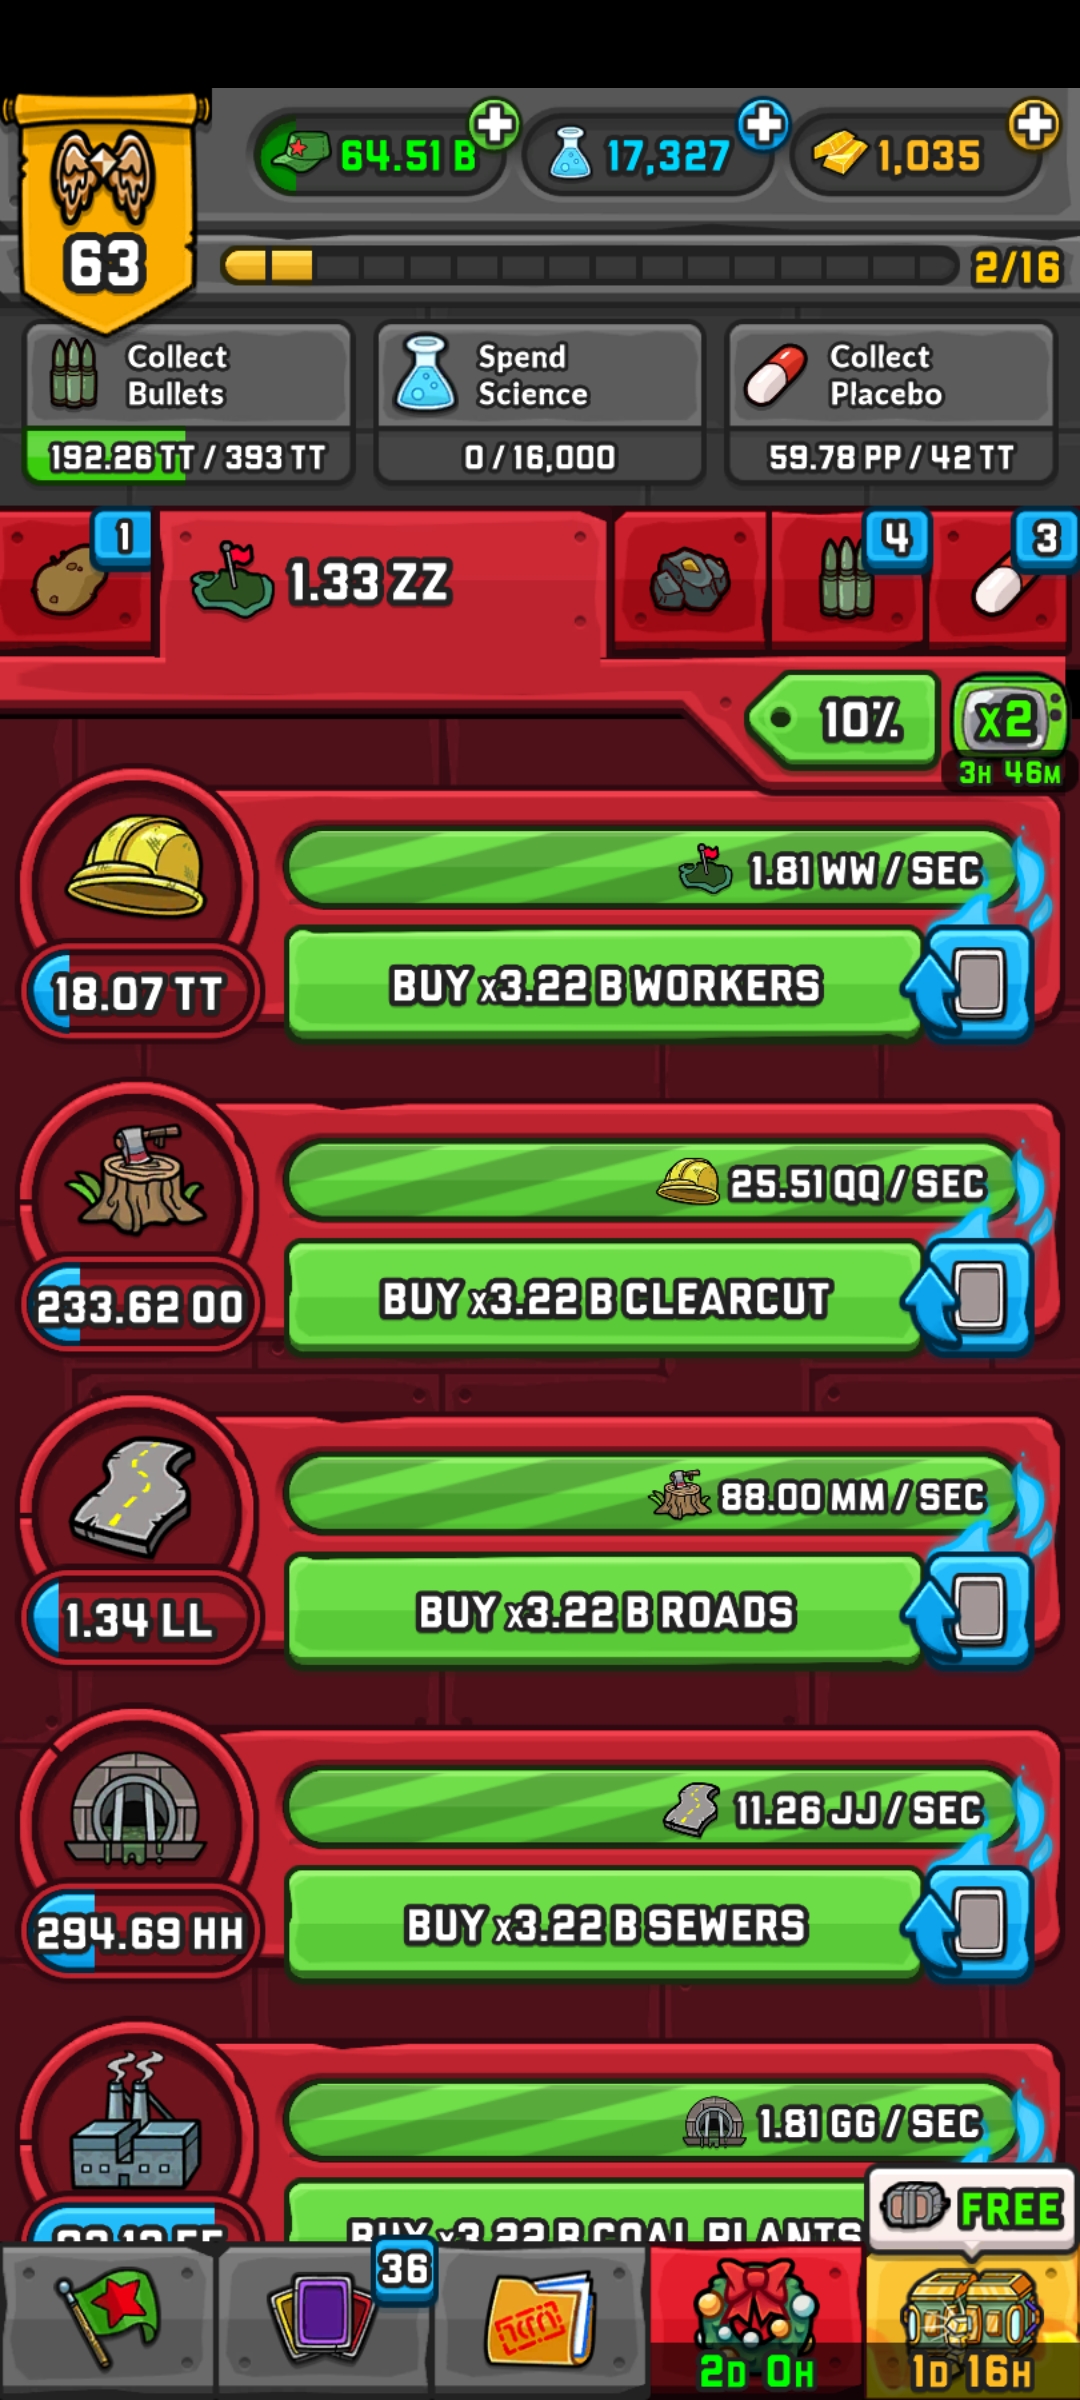 64.51 B
17,327
1,035
63
2/16
Collect
Bullets
192.26 TT / 393 TT
Spend
Science
0 / 16,000
Collect
Placebo
59.78 PP / 42 TT
1
1.33 ZZ
4
3
10%
x2
3H 46M
1.81 WW / SEC
18.07 TT
BUY x3.22 B WORKERS
25.51 QQ / SEC
233.62 OO
BUY x3.22 B CLEARCUT
88.00 MM / SEC
1.34 LL
BUY x3.22 B ROADS
11.26 JJ / SEC
294.69 HH
BUY x3.22 B SEWERS
1.81 GG / SEC
BUY x3.22 B COAL PLANTS
FREE
36
2D 0H
1D 16H